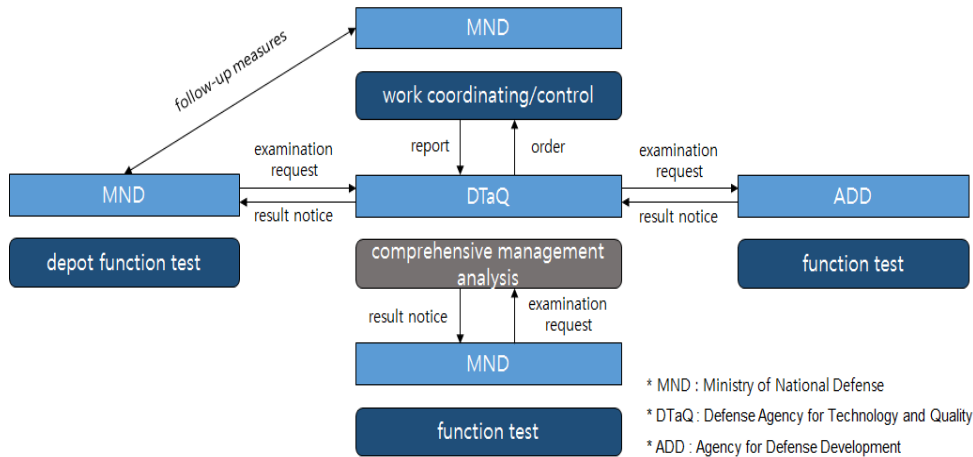 MND
follow-up measures
work coordinating/control
report
order
examination
request
examination
request
MND
DTaQ
ADD
result notice
result notice
depot function test
comprehensive management
analysis
function test
result notice
examination
request
MND
* MND : Ministry of National Defense
* DTaQ : Defense Agency for Technology and Quality
function test
* ADD : Agency for Defense Development